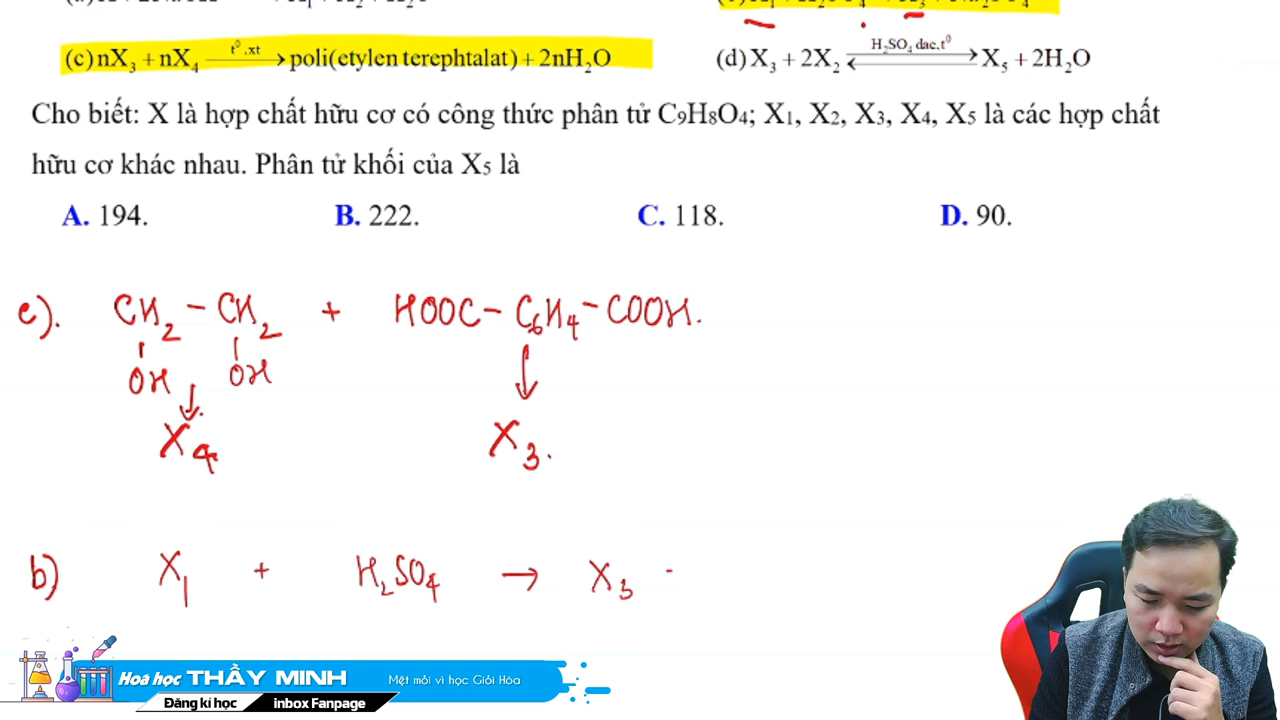 (c) nX₃ + nX₄ —t⁰.xt→ poli(etylen terephtalat) + 2nH₂O
(d) X₃ + 2X₂ ⇌ H₂SO₄ dac,t⁰ X₅ + 2H₂O
Cho biết: X là hợp chất hữu cơ có công thức phân tử C₉H₈O₄; X₁, X₂, X₃, X₄, X₅ là các hợp chất
hữu cơ khác nhau. Phân tử khối của X₅ là
A. 194. B. 222. C. 118. D. 90.
c). CH₂ - CH₂ + HOOC - C₆H₄ - COOH.
OH OH
X₄ X₃.
b) X₁ + H₂SO₄ → X₃ -
Hoá học THẦY MINH
Mệt mỏi vì học Giỏi Hóa
Đăng kí học inbox Fanpage